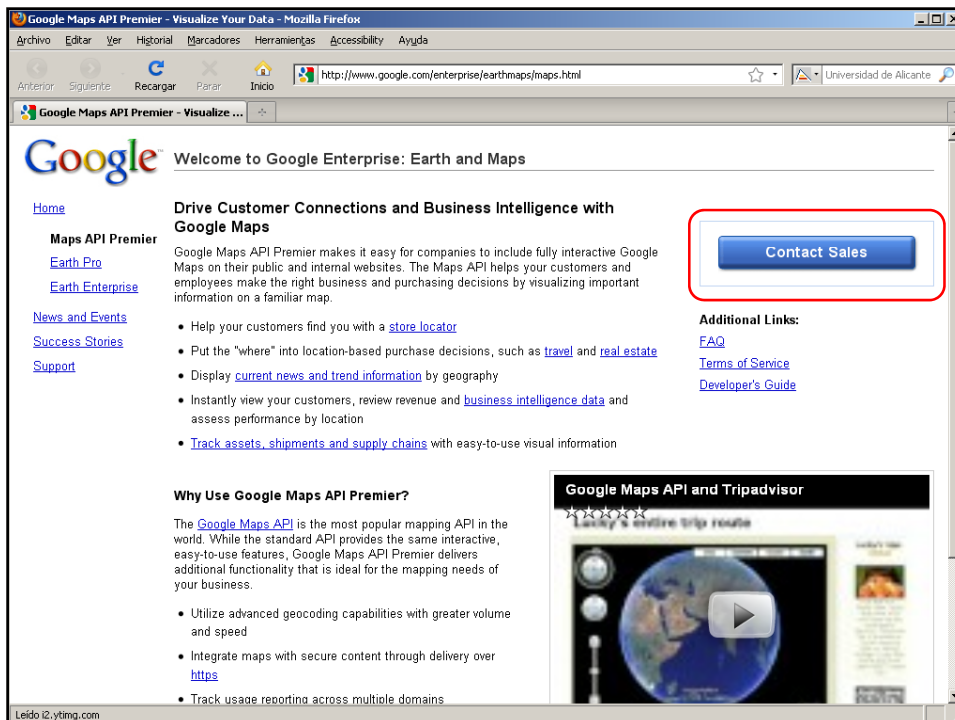 Google Maps API Premier - Visualize Your Data - Mozilla Firefox
Archivo Editar Ver Historial Marcadores Herramientas Accessibility Ayuda
Anterior Siguiente Recargar Parar Inicio http://www.google.com/enterprise/earthmaps/maps.html Universidad de Alicante
Google Maps API Premier - Visualize ...
Google™ Welcome to Google Enterprise: Earth and Maps
Home
Maps API Premier
Earth Pro
Earth Enterprise
News and Events
Success Stories
Support
Drive Customer Connections and Business Intelligence with
Google Maps
Google Maps API Premier makes it easy for companies to include fully interactive Google
Maps on their public and internal websites. The Maps API helps your customers and
employees make the right business and purchasing decisions by visualizing important
information on a familiar map.
• Help your customers find you with a store locator
• Put the "where" into location-based purchase decisions, such as travel and real estate
• Display current news and trend information by geography
• Instantly view your customers, review revenue and business intelligence data and
assess performance by location
• Track assets, shipments and supply chains with easy-to-use visual information
Contact Sales
Additional Links:
FAQ
Terms of Service
Developer's Guide
Why Use Google Maps API Premier?
The Google Maps API is the most popular mapping API in the
world. While the standard API provides the same interactive,
easy-to-use features, Google Maps API Premier delivers
additional functionality that is ideal for the mapping needs of
your business.
• Utilize advanced geocoding capabilities with greater volume
and speed
• Integrate maps with secure content through delivery over
https
• Track usage reporting across multiple domains
Google Maps API and Tripadvisor
Lucky's entire trip route
Leído i2.ytimg.com